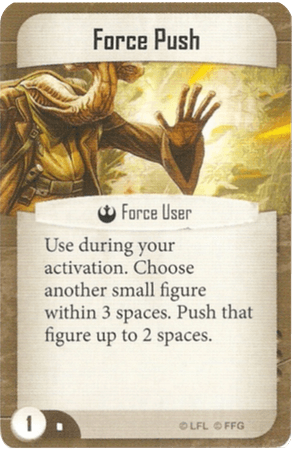 Force Push
Force User
Use during your
activation. Choose
another small figure
within 3 spaces. Push that
figure up to 2 spaces.
1
© LFL © FFG